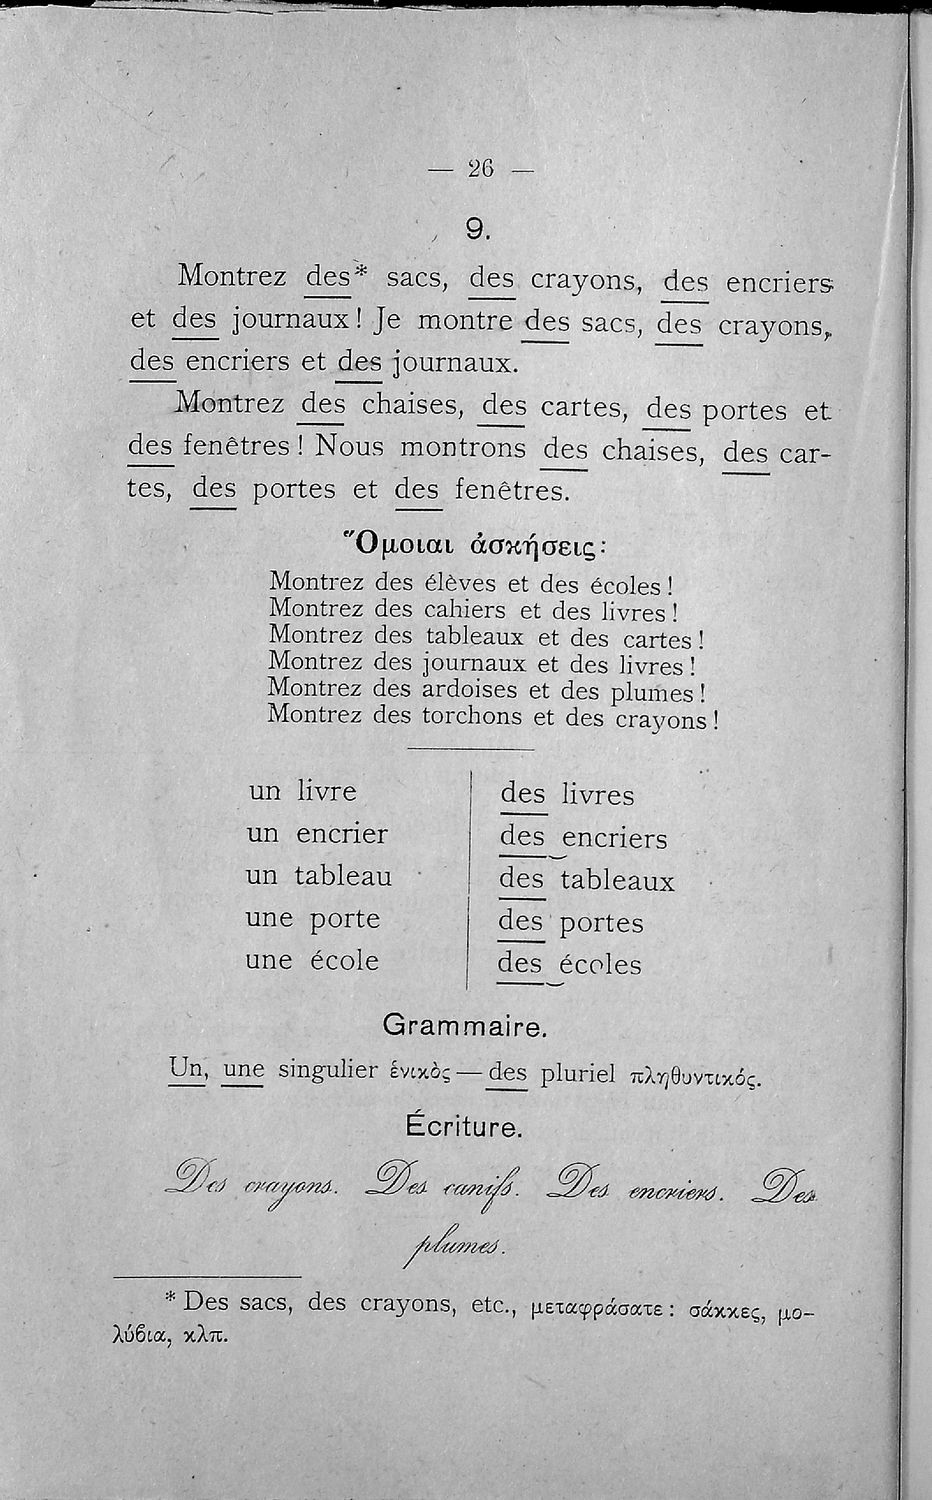 — 26 —
9.
Montrez des* sacs, des crayons, des encriers
et des journaux! Je montre des sacs, des crayons,
des encriers et des journaux.
Montrez des chaises, des cartes, des portes et
des fenêtres! Nous montrons des chaises, des car-
tes, des portes et des fenêtres.
Ὅμοιαι ἀσκήσεις:
Montrez des élèves et des écoles!
Montrez des cahiers et des livres!
Montrez des tableaux et des cartes!
Montrez des journaux et des livres!
Montrez des ardoises et des plumes!
Montrez des torchons et des crayons!
un livre des livres
un encrier des‿encriers
un tableau des tableaux
une porte des portes
une école des‿écoles
Grammaire.
Un, une singulier ἑνικὸς — des pluriel πληθυντικός.
Écriture.
Des crayons. Des canifs. Des encriers. Des
plumes.
* Des sacs, des crayons, etc., μεταφράσατε: σάκκες, μο-
λύβια, κλπ.